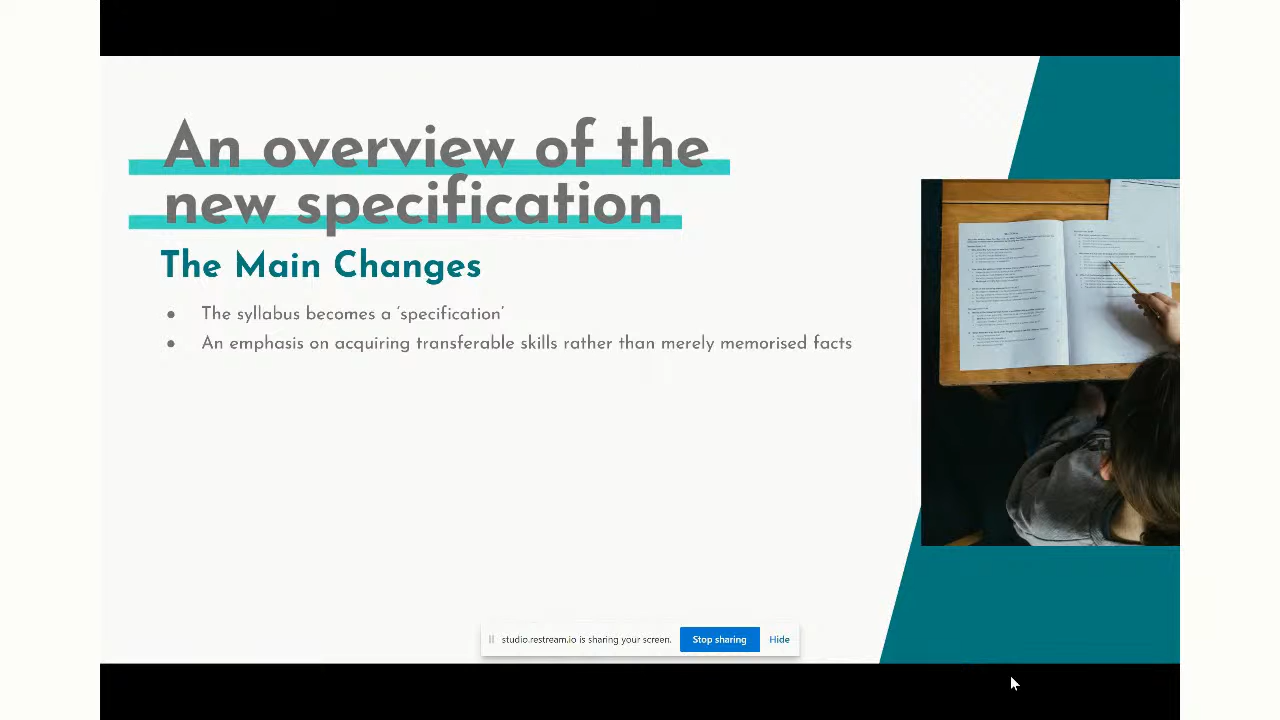 An overview of the
new specification
The Main Changes
● The syllabus becomes a ‘specification’
● An emphasis on acquiring transferable skills rather than merely memorised facts
studio.restream.io is sharing your screen. Stop sharing Hide